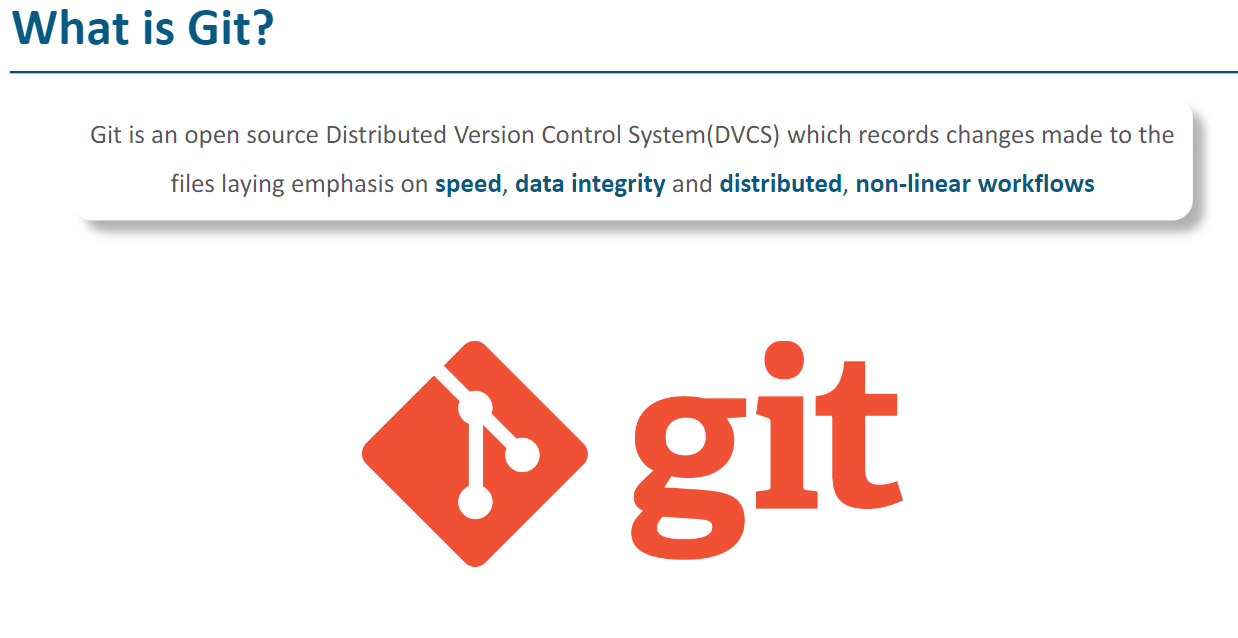 What is Git?
Git is an open source Distributed Version Control System(DVCS) which records changes made to the
files laying emphasis on speed, data integrity and distributed, non-linear workflows
git